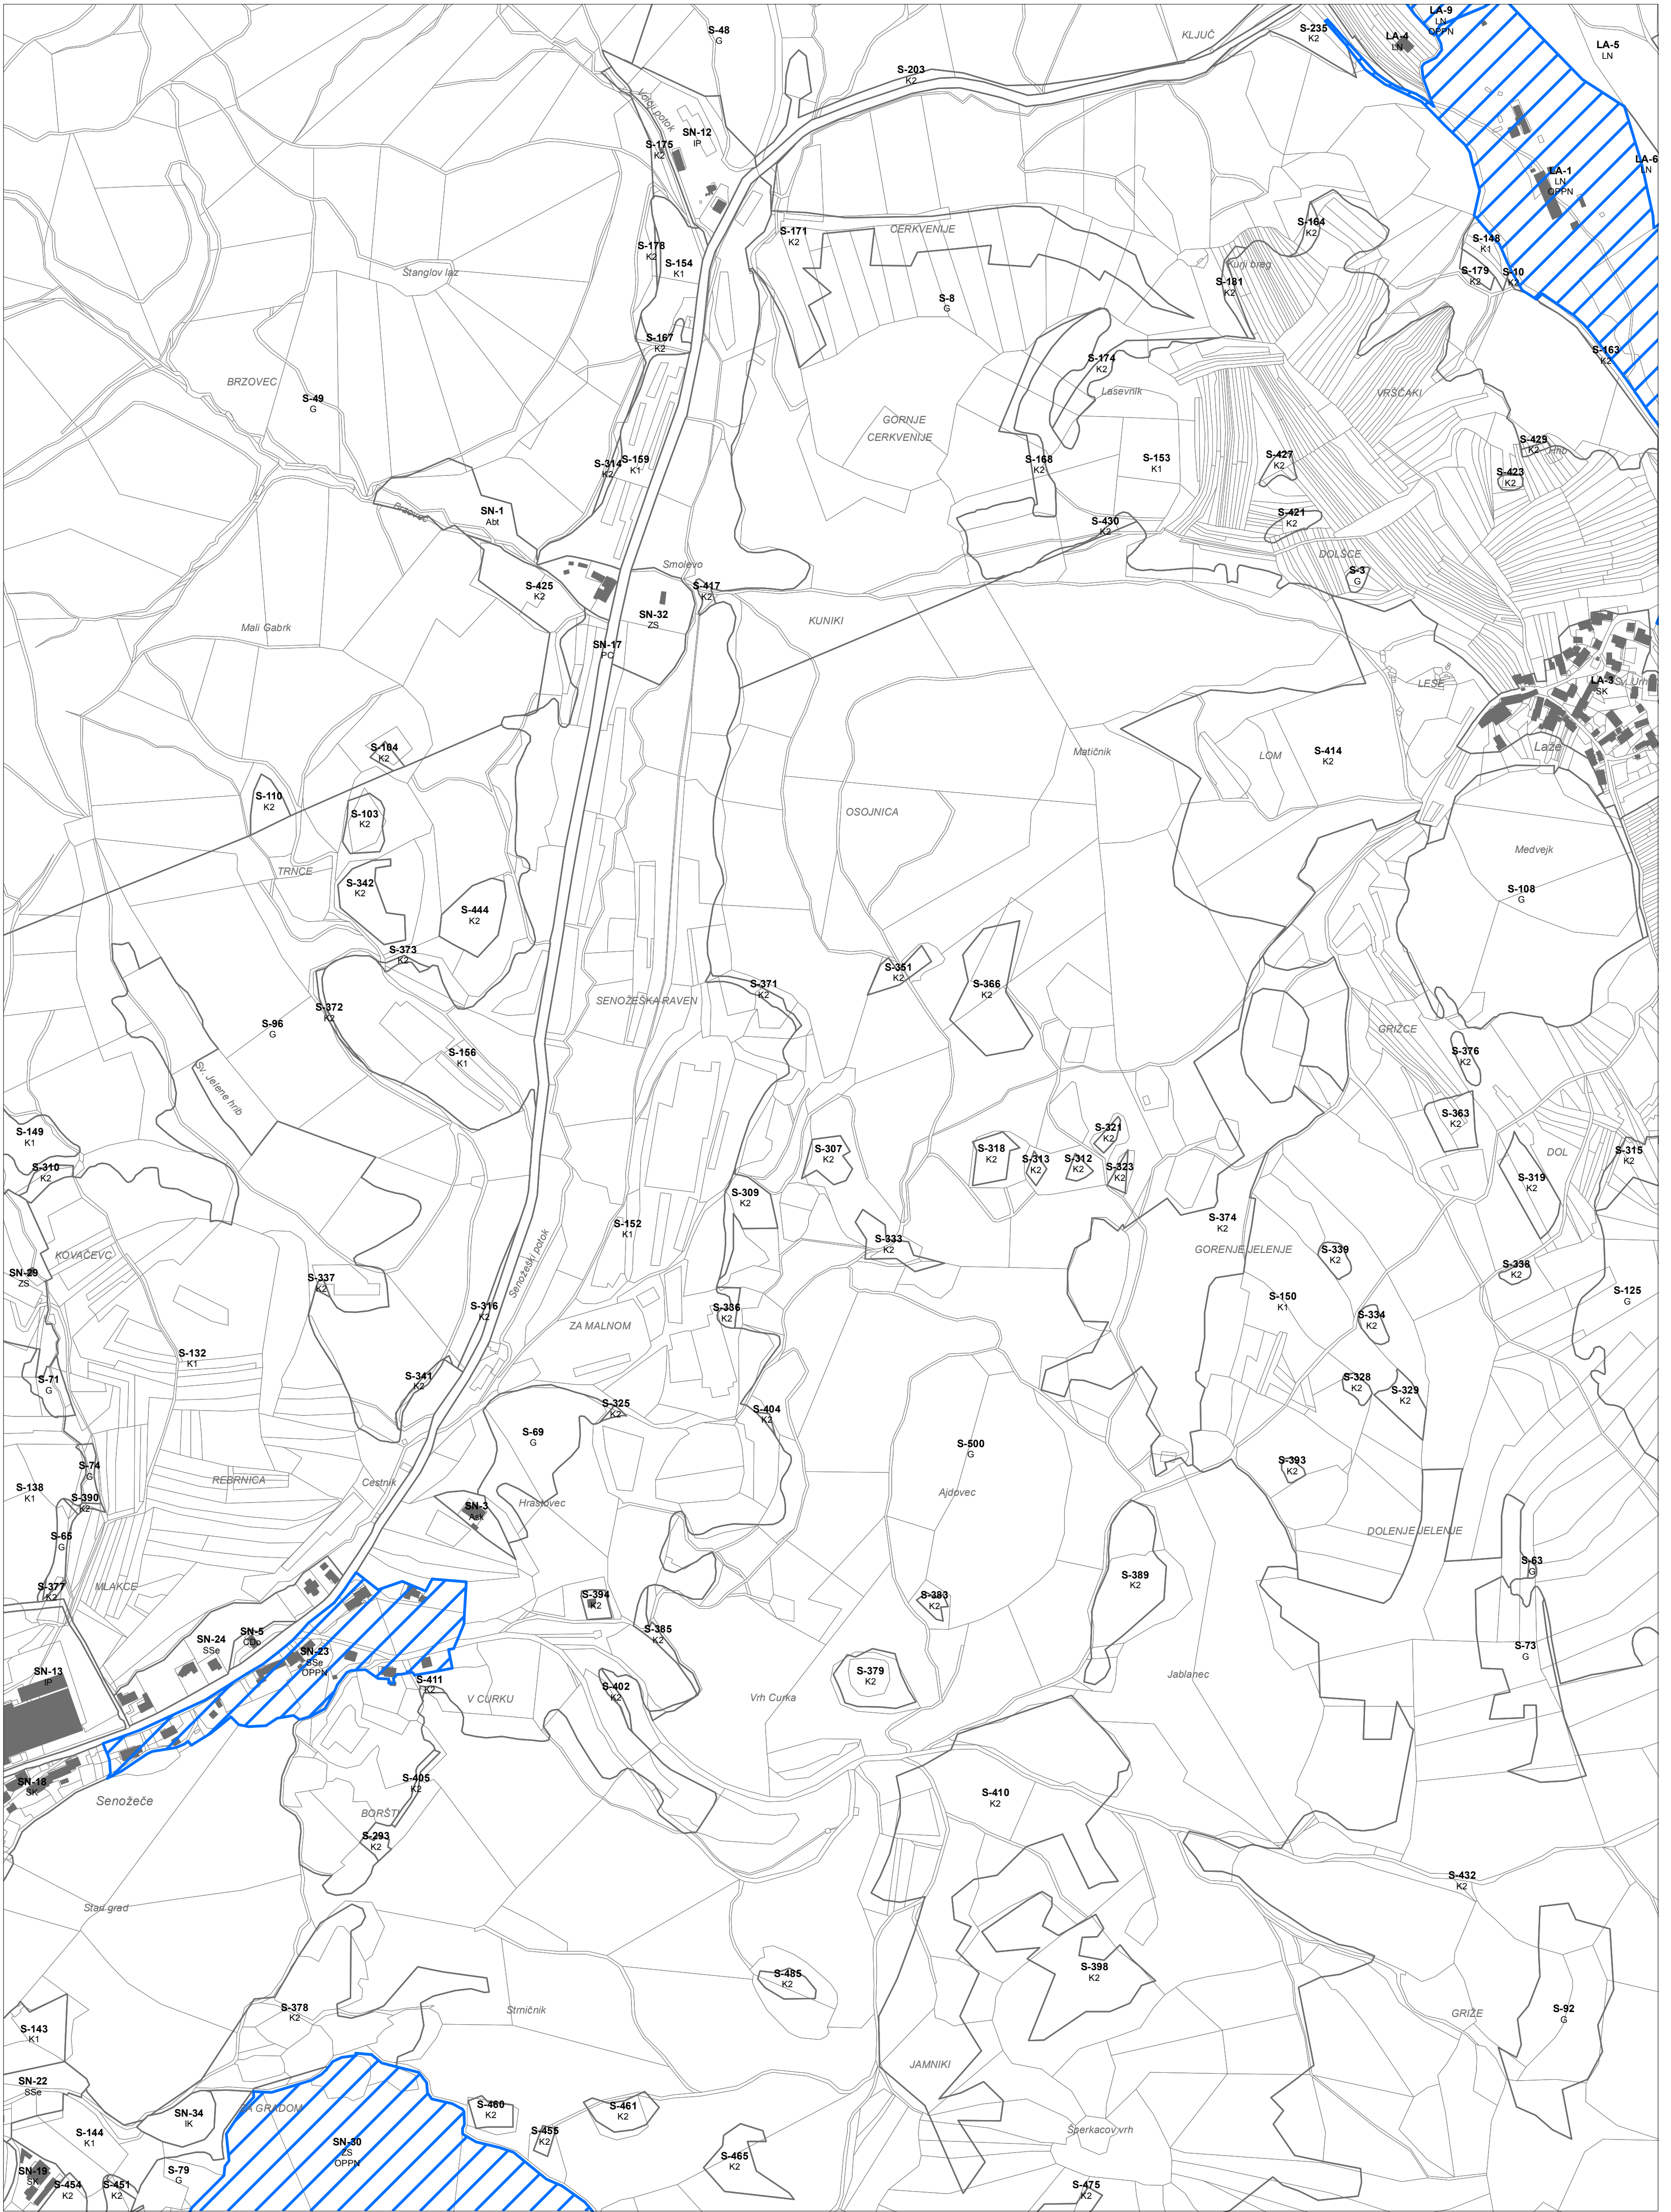 S-48
G
KLJUČ
S-235
K2
LA-9
LN
OPPN
LA-4
LN
LA-5
LN
S-203
K2
Volčji potok
SN-12
IP
S-175
K2
LA-6
LN
LA-1
LN
OPPN
S-171
K2
CERKVENIJE
S-164
K2
S-178
K2
S-154
K1
Štanglov laz
Kurji breg
S-148
K1
S-179
K2
S-10
K2
S-181
K2
S-8
G
S-167
K2
S-163
K2
S-174
K2
Lasevnik
BRZOVEC
S-49
G
VRŠČAKI
GORNJE
CERKVENIJE
S-429
K2
Hrib
S-314
K2
S-159
K1
S-168
K2
S-153
K1
S-427
K2
S-423
K2
SN-1
Abt
Brzoveč
S-430
K2
S-421
K2
DOLŠCE
Smolevo
S-3
G
S-425
K2
S-417
K2
SN-32
ZS
KUNIKI
Mali Gabrk
SN-17
PC
LESE
LA-3
SK
S-104
K2
Matičnik
LOM
S-414
K2
Laže
S-110
K2
S-103
K2
OSOJNICA
Medvejk
TRNCE
S-342
K2
S-108
G
S-444
K2
S-373
K2
S-351
K2
S-371
K2
S-366
K2
SENOŽEŠKA RAVEN
S-372
K2
S-96
G
GRIŽCE
S-156
K1
S-376
K2
Sv. Jelene hrib
S-149
K1
S-363
K2
S-321
K2
S-307
K2
S-318
K2
S-313
K2
S-312
K2
S-323
K2
DOL
S-315
K2
S-310
K2
S-319
K2
S-309
K2
S-152
K1
S-374
K2
S-333
K2
GORENJE JELENJE
S-339
K2
KOVAČEVC
SN-29
ZS
S-337
K2
Senožeški potok
S-338
K2
S-125
G
S-150
K1
S-316
K2
S-336
K2
ZA MALNOM
S-334
K2
S-132
K1
S-71
G
S-341
K2
S-328
K2
S-329
K2
S-325
K2
S-404
K2
S-69
G
S-500
G
S-74
G
S-393
K2
REBRNICA
Cestnik
S-138
K1
S-390
K2
SN-3
Ask
Hrastovec
Ajdovec
S-65
G
DOLENJE JELENJE
S-63
G
S-389
K2
S-377
K2
MLAKCE
S-394
K2
S-383
K2
S-385
K2
SN-24
SSe
SN-5
CDo
SN-23
SSe
OPPN
S-73
G
SN-13
IP
S-379
K2
Jablanec
S-411
K2
S-402
K2
V CURKU
Vrh Curka
SN-18
SK
S-405
K2
Senožeče
BORŠTI
S-410
K2
S-293
K2
S-432
K2
Stari grad
S-398
K2
S-485
K2
S-378
K2
Strničnik
GRIŽE
S-92
G
S-143
K1
JAMNIKI
SN-22
SSe
SN-34
IK
S-460
K2
S-461
K2
S-144
K1
S-455
K2
Šperkacov vrh
SN-30
ZS
OPPN
S-465
K2
SN-19
SK
S-79
G
S-454
K2
S-451
K2
S-475
K2